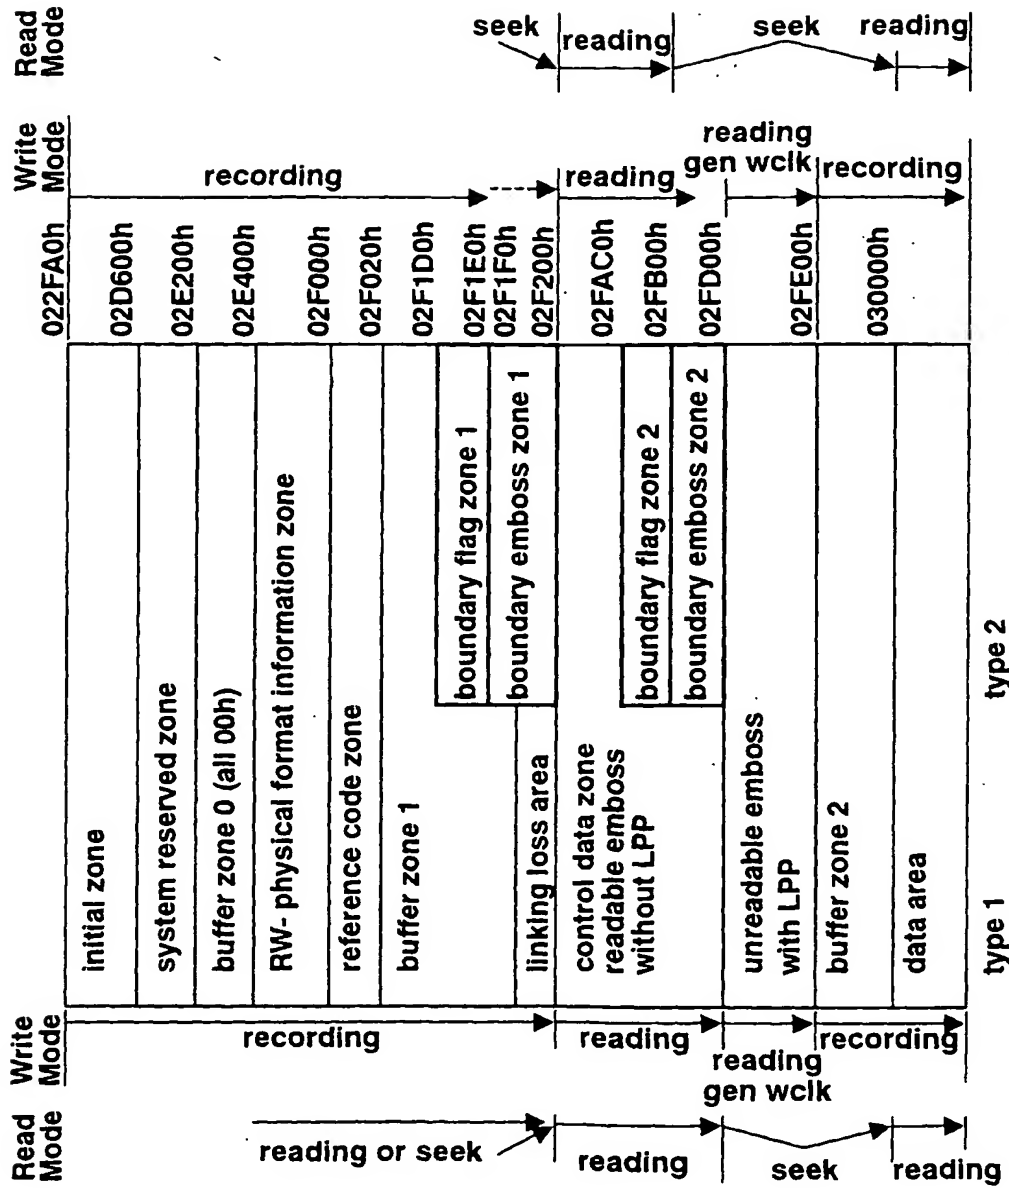 Read
Mode
seek
reading
seek
reading
Write
Mode
recording
reading
reading
gen wclk
recording
022FA0h
02D600h
02E200h
02E400h
02F000h
02F020h
02F1D0h
02F1E0h
02F1F0h
02F200h
02FAC0h
02FB00h
02FD00h
02FE00h
030000h
initial zone
system reserved zone
buffer zone 0 (all 00h)
RW- physical format information zone
reference code zone
buffer zone 1
boundary flag zone 1
boundary emboss zone 1
linking loss area
control data zone
readable emboss
without LPP
boundary flag zone 2
boundary emboss zone 2
unreadable emboss
with LPP
buffer zone 2
data area
type 1
type 2
Write
Mode
recording
reading
reading
gen wclk
recording
Read
Mode
reading or seek
reading
seek
reading